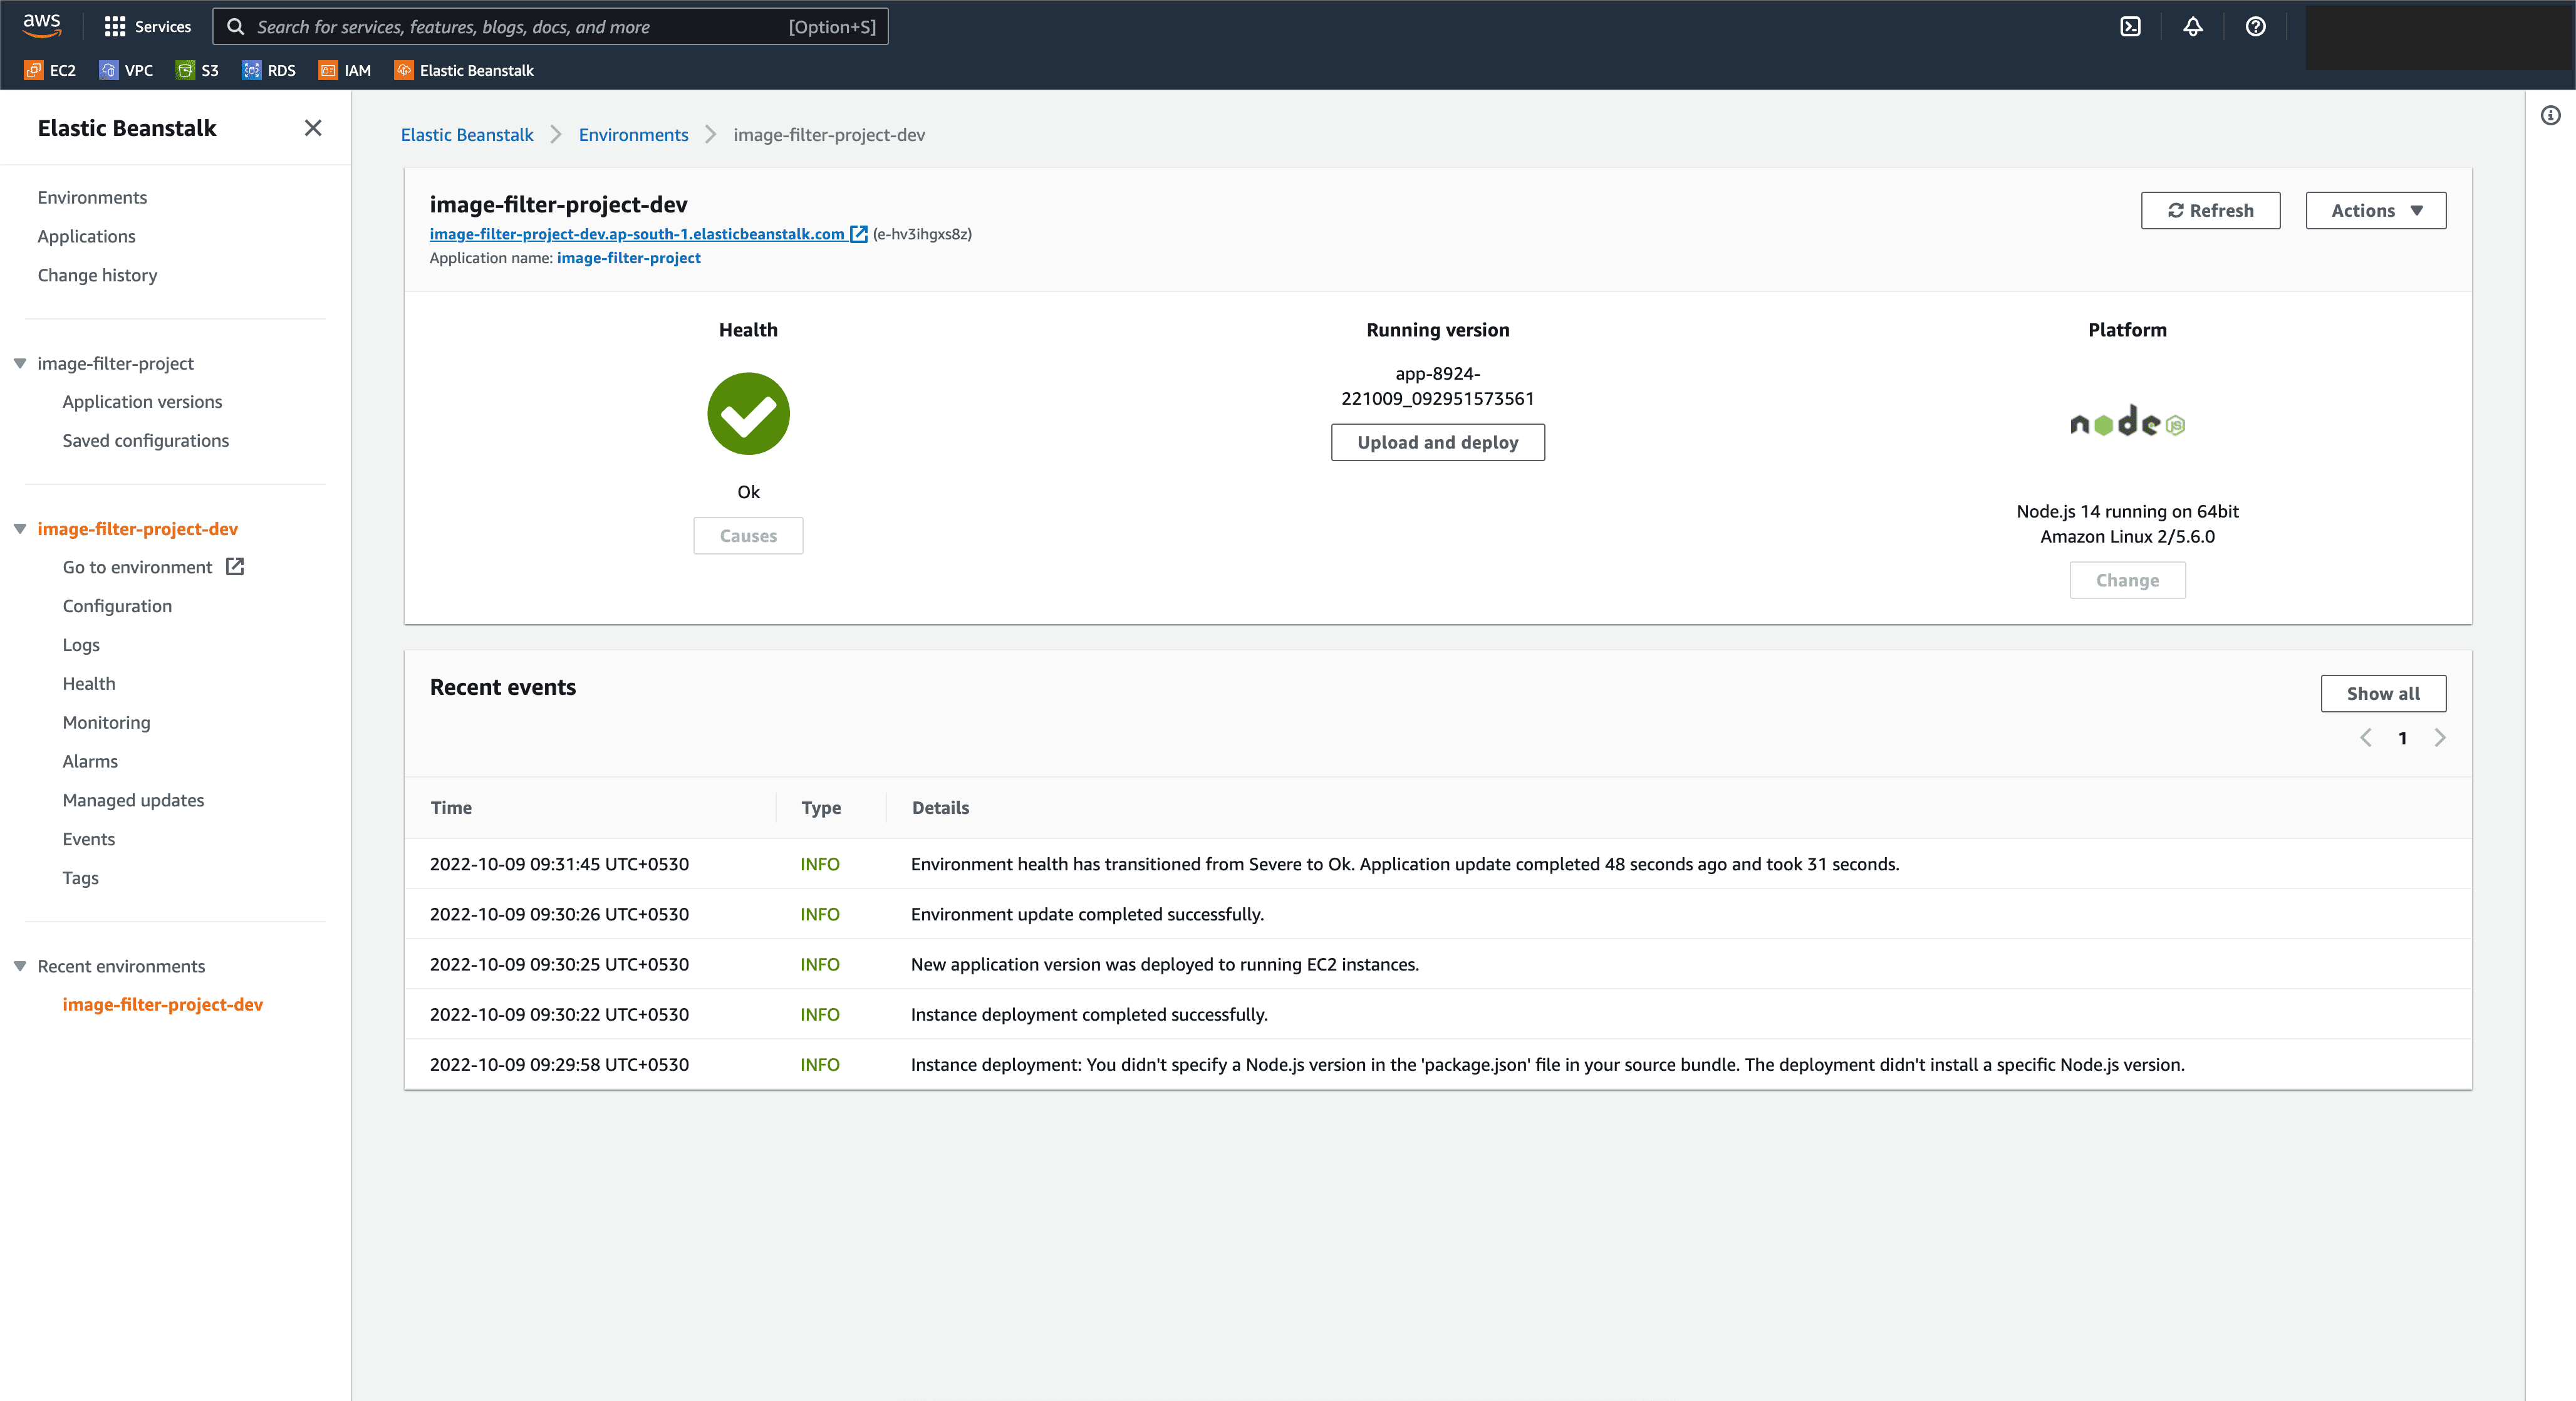 aws
Services
Search for services, features, blogs, docs, and more [Option+S]
EC2 VPC S3 RDS IAM Elastic Beanstalk
Elastic Beanstalk
Environments
Applications
Change history
image-filter-project
Application versions
Saved configurations
image-filter-project-dev
Go to environment
Configuration
Logs
Health
Monitoring
Alarms
Managed updates
Events
Tags
Recent environments
image-filter-project-dev
Elastic Beanstalk Environments image-filter-project-dev
image-filter-project-dev
Refresh
Actions
image-filter-project-dev.ap-south-1.elasticbeanstalk.com (e-hv3ihgxs8z)
Application name: image-filter-project
Health
Ok
Causes
Running version
app-8924-
221009_092951573561
Upload and deploy
Platform
node JS
Node.js 14 running on 64bit
Amazon Linux 2/5.6.0
Change
Recent events
Show all
1
Time Type Details
2022-10-09 09:31:45 UTC+0530 INFO Environment health has transitioned from Severe to Ok. Application update completed 48 seconds ago and took 31 seconds.
2022-10-09 09:30:26 UTC+0530 INFO Environment update completed successfully.
2022-10-09 09:30:25 UTC+0530 INFO New application version was deployed to running EC2 instances.
2022-10-09 09:30:22 UTC+0530 INFO Instance deployment completed successfully.
2022-10-09 09:29:58 UTC+0530 INFO Instance deployment: You didn't specify a Node.js version in the 'package.json' file in your source bundle. The deployment didn't install a specific Node.js version.